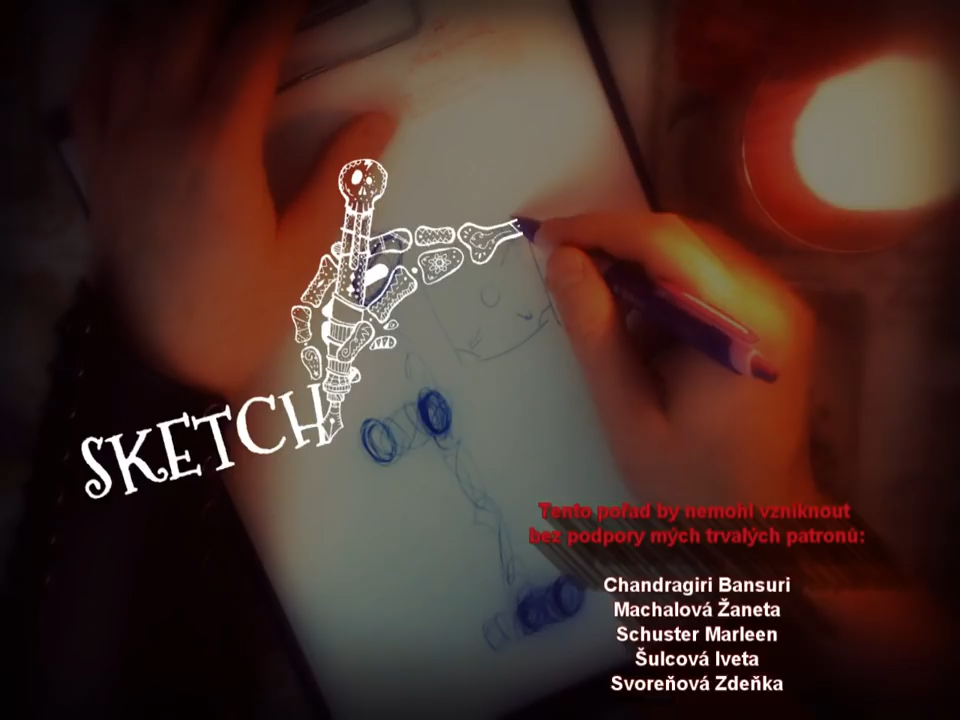 SKETCH
Tento pořad by nemohl vzniknout
bez podpory mých trvalých patronů:
Chandragiri Bansuri
Machalová Žaneta
Schuster Marleen
Šulcová Iveta
Svoreňová Zdeňka